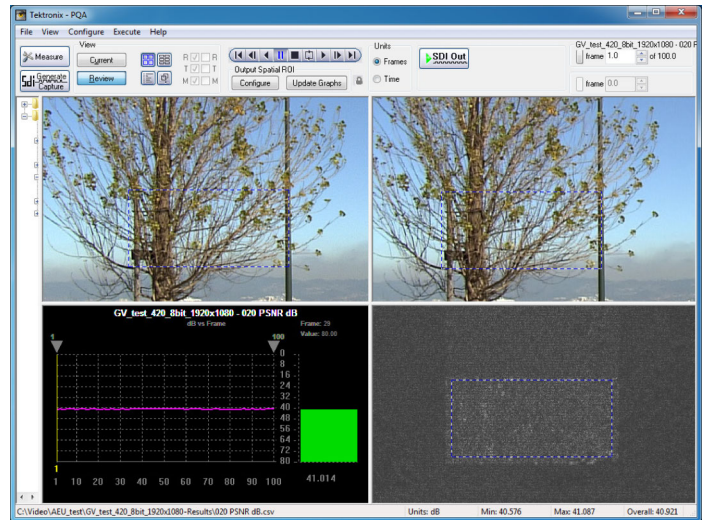 Tektronix - PQA
File View Configure Execute Help
Measure
View
Current
Review
Generate
Capture
R R
T T
M M
Output Spatial ROI
Configure Update Graphs
Units
Frames
Time
SDI Out
GV_test_420_8bit_1920x1080 - 020 F
frame 1.0 of 100.0
frame 0.0
GV_test_420_8bit_1920x1080 - 020 PSNR dB
dB vs Frame
Frame: 29
Value: 00.00
1 100
0
8
16
24
32
40
48
56
64
72
80
1
1 10 20 30 40 50 60 70 80 90 100
41.014
C:\Video\AEU_test\GV_test_420_8bit_1920x1080-Results\020 PSNR dB.csv Units: dB Min: 40.576 Max: 41.087 Overall: 40.921